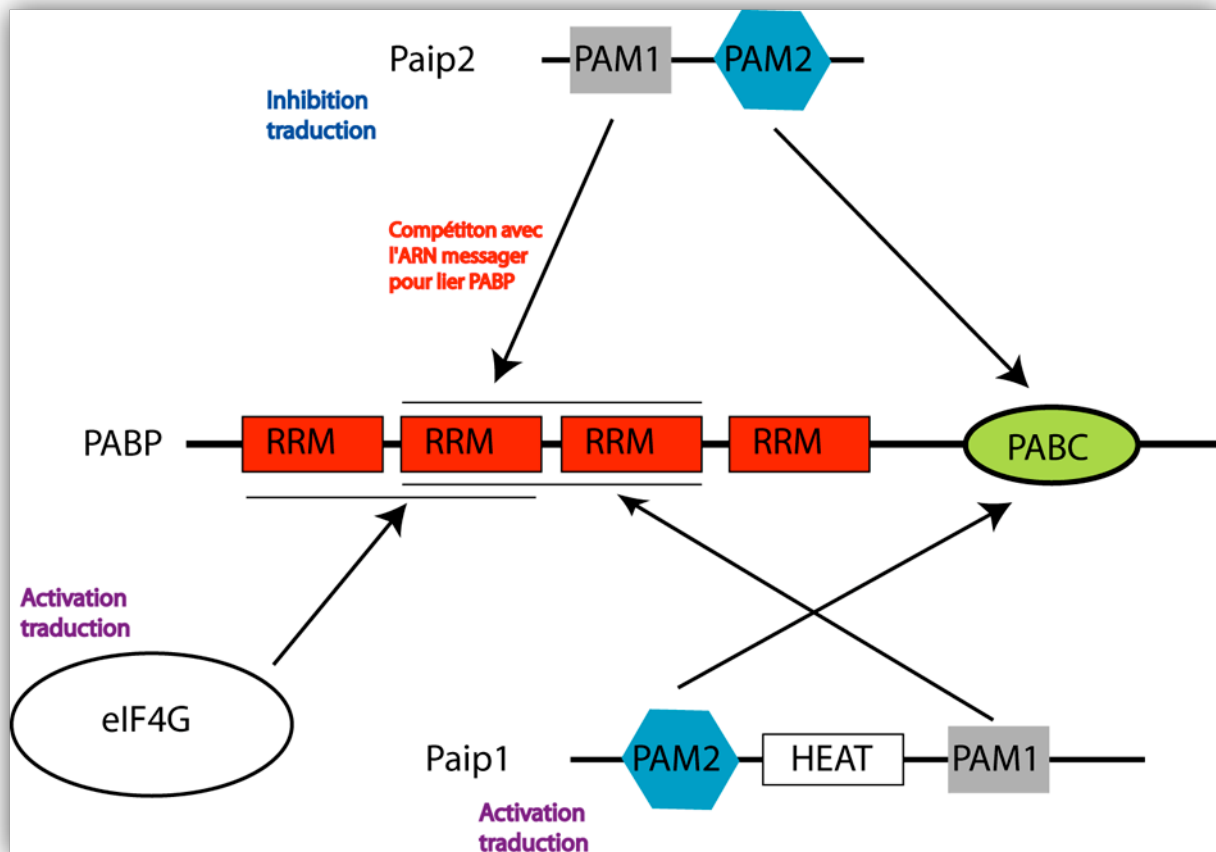 Paip2
PAM1
PAM2
Inhibition
traduction
Compétiton avec
l'ARN messager
pour lier PABP
PABP
RRM
RRM
RRM
RRM
PABC
Activation
traduction
eIF4G
Paip1
PAM2
HEAT
PAM1
Activation
traduction